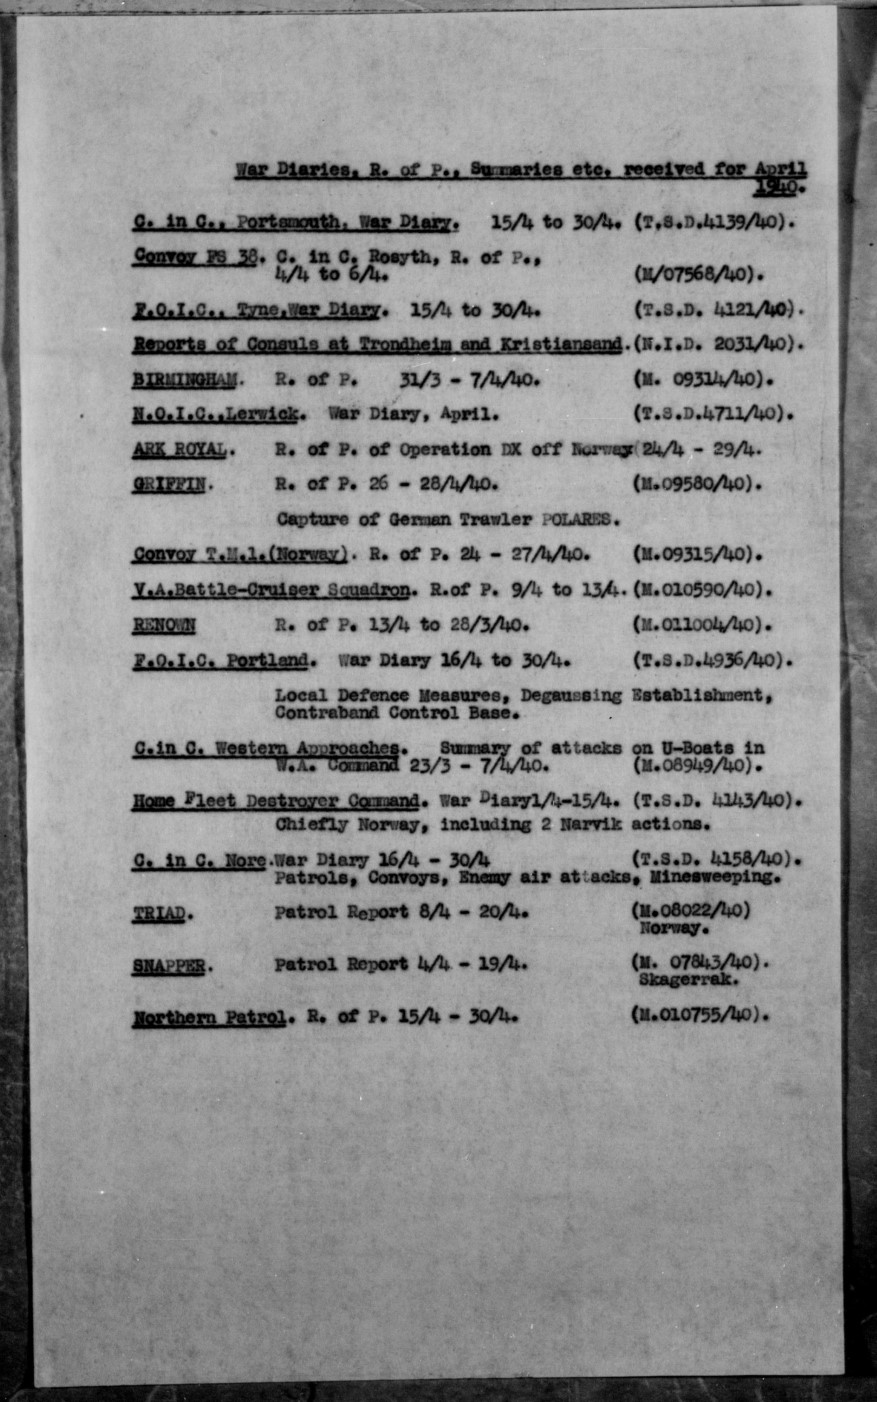 War Diaries, R. of P., Summaries etc. received for April
1940.
C. in C., Portsmouth. War Diary. 15/4 to 30/4. (T.S.D.4139/40).
Convoy FS 38. C. in C. Rosyth, R. of P.,
4/4 to 6/4. (M/07568/40).
F.O.I.C., Tyne.War Diary. 15/4 to 30/4. (T.S.D. 4121/40).
Reports of Consuls at Trondheim and Kristiansand.(N.I.D. 2031/40).
BIRMINGHAM. R. of P. 31/3 - 7/4/40. (M. 09314/40).
N.O.I.C.,Lerwick. War Diary, April. (T.S.D.4711/40).
ARK ROYAL. R. of P. of Operation DX off Norway 24/4 - 29/4.
GRIFFIN. R. of P. 26 - 28/4/40. (M.09580/40).
Capture of German Trawler POLARES.
Convoy T.M.1.(Norway). R. of P. 24 - 27/4/40. (M.09315/40).
V.A.Battle-Cruiser Squadron. R.of P. 9/4 to 13/4. (M.010590/40).
RENOWN R. of P. 13/4 to 28/3/40. (M.011004/40).
F.O.I.C. Portland. War Diary 16/4 to 30/4. (T.S.D.4936/40).
Local Defence Measures, Degaussing Establishment,
Contraband Control Base.
C.in C. Western Approaches. Summary of attacks on U-Boats in
W.A. Command 23/3 - 7/4/40. (M.08949/40).
Home Fleet Destroyer Command. War Diary1/4-15/4. (T.S.D. 4143/40).
Chiefly Norway, including 2 Narvik actions.
C. in C. Nore.War Diary 16/4 - 30/4 (T.S.D. 4158/40).
Patrols, Convoys, Enemy air attacks, Minesweeping.
TRIAD. Patrol Report 8/4 - 20/4. (M.08022/40)
Norway.
SNAPPER. Patrol Report 4/4 - 19/4. (M. 07843/40).
Skagerrak.
Northern Patrol. R. of P. 15/4 - 30/4. (M.010755/40).